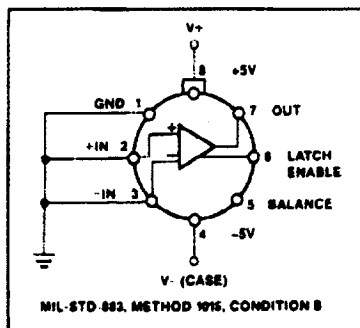 V+
8 +5V
GND 1
7 OUT
+IN 2
+
−
6 LATCH
ENABLE
-IN 3
5 BALANCE
4 -5V
V- (CASE)
MIL-STD-883, METHOD 1015, CONDITION B